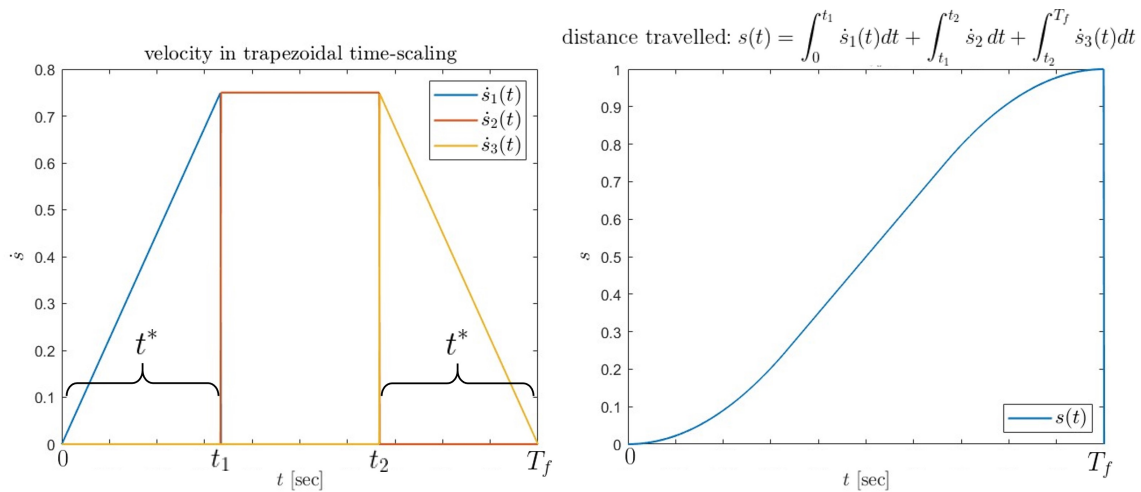 velocity in trapezoidal time-scaling
0.8
0.7
0.6
0.5
0.4
0.3
0.2
0.1
0
ṡ
ṡ₁(t)
ṡ₂(t)
ṡ₃(t)
t*
t*
0
t₁
t₂
T_f
t [sec]
distance travelled: s(t) = ∫₀^{t₁} ṡ₁(t)dt + ∫_{t₁}^{t₂} ṡ₂ dt + ∫_{t₂}^{T_f} ṡ₃(t)dt
1
0.9
0.8
0.7
0.6
0.5
0.4
0.3
0.2
0.1
0
s
s(t)
0
T_f
t [sec]